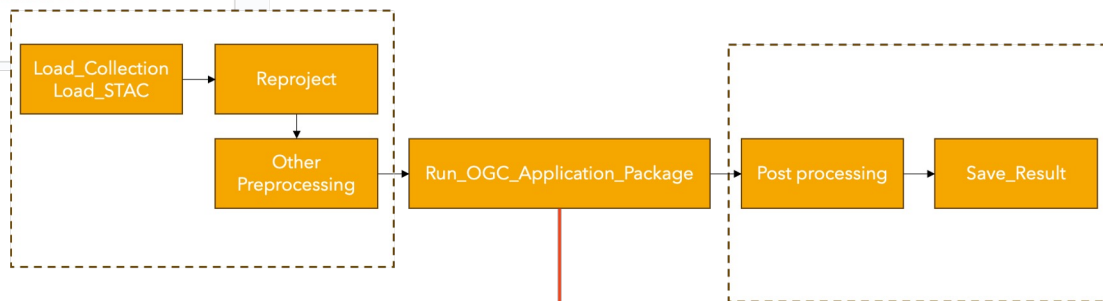 Load_Collection
Load_STAC
Reproject
Other
Preprocessing
Run_OGC_Application_Package
Post processing
Save_Result